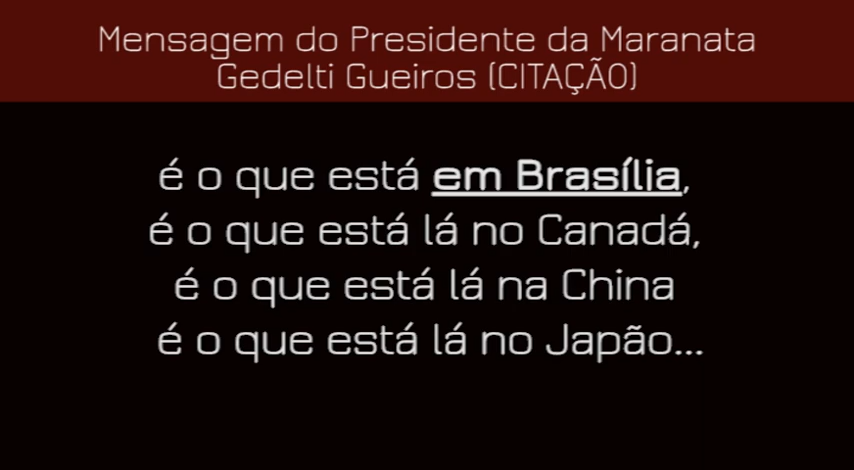 Mensagem do Presidente da Maranata
Gedelti Gueiros (CITAÇÃO)
é o que está em Brasília,
é o que está lá no Canadá,
é o que está lá na China
é o que está lá no Japão...